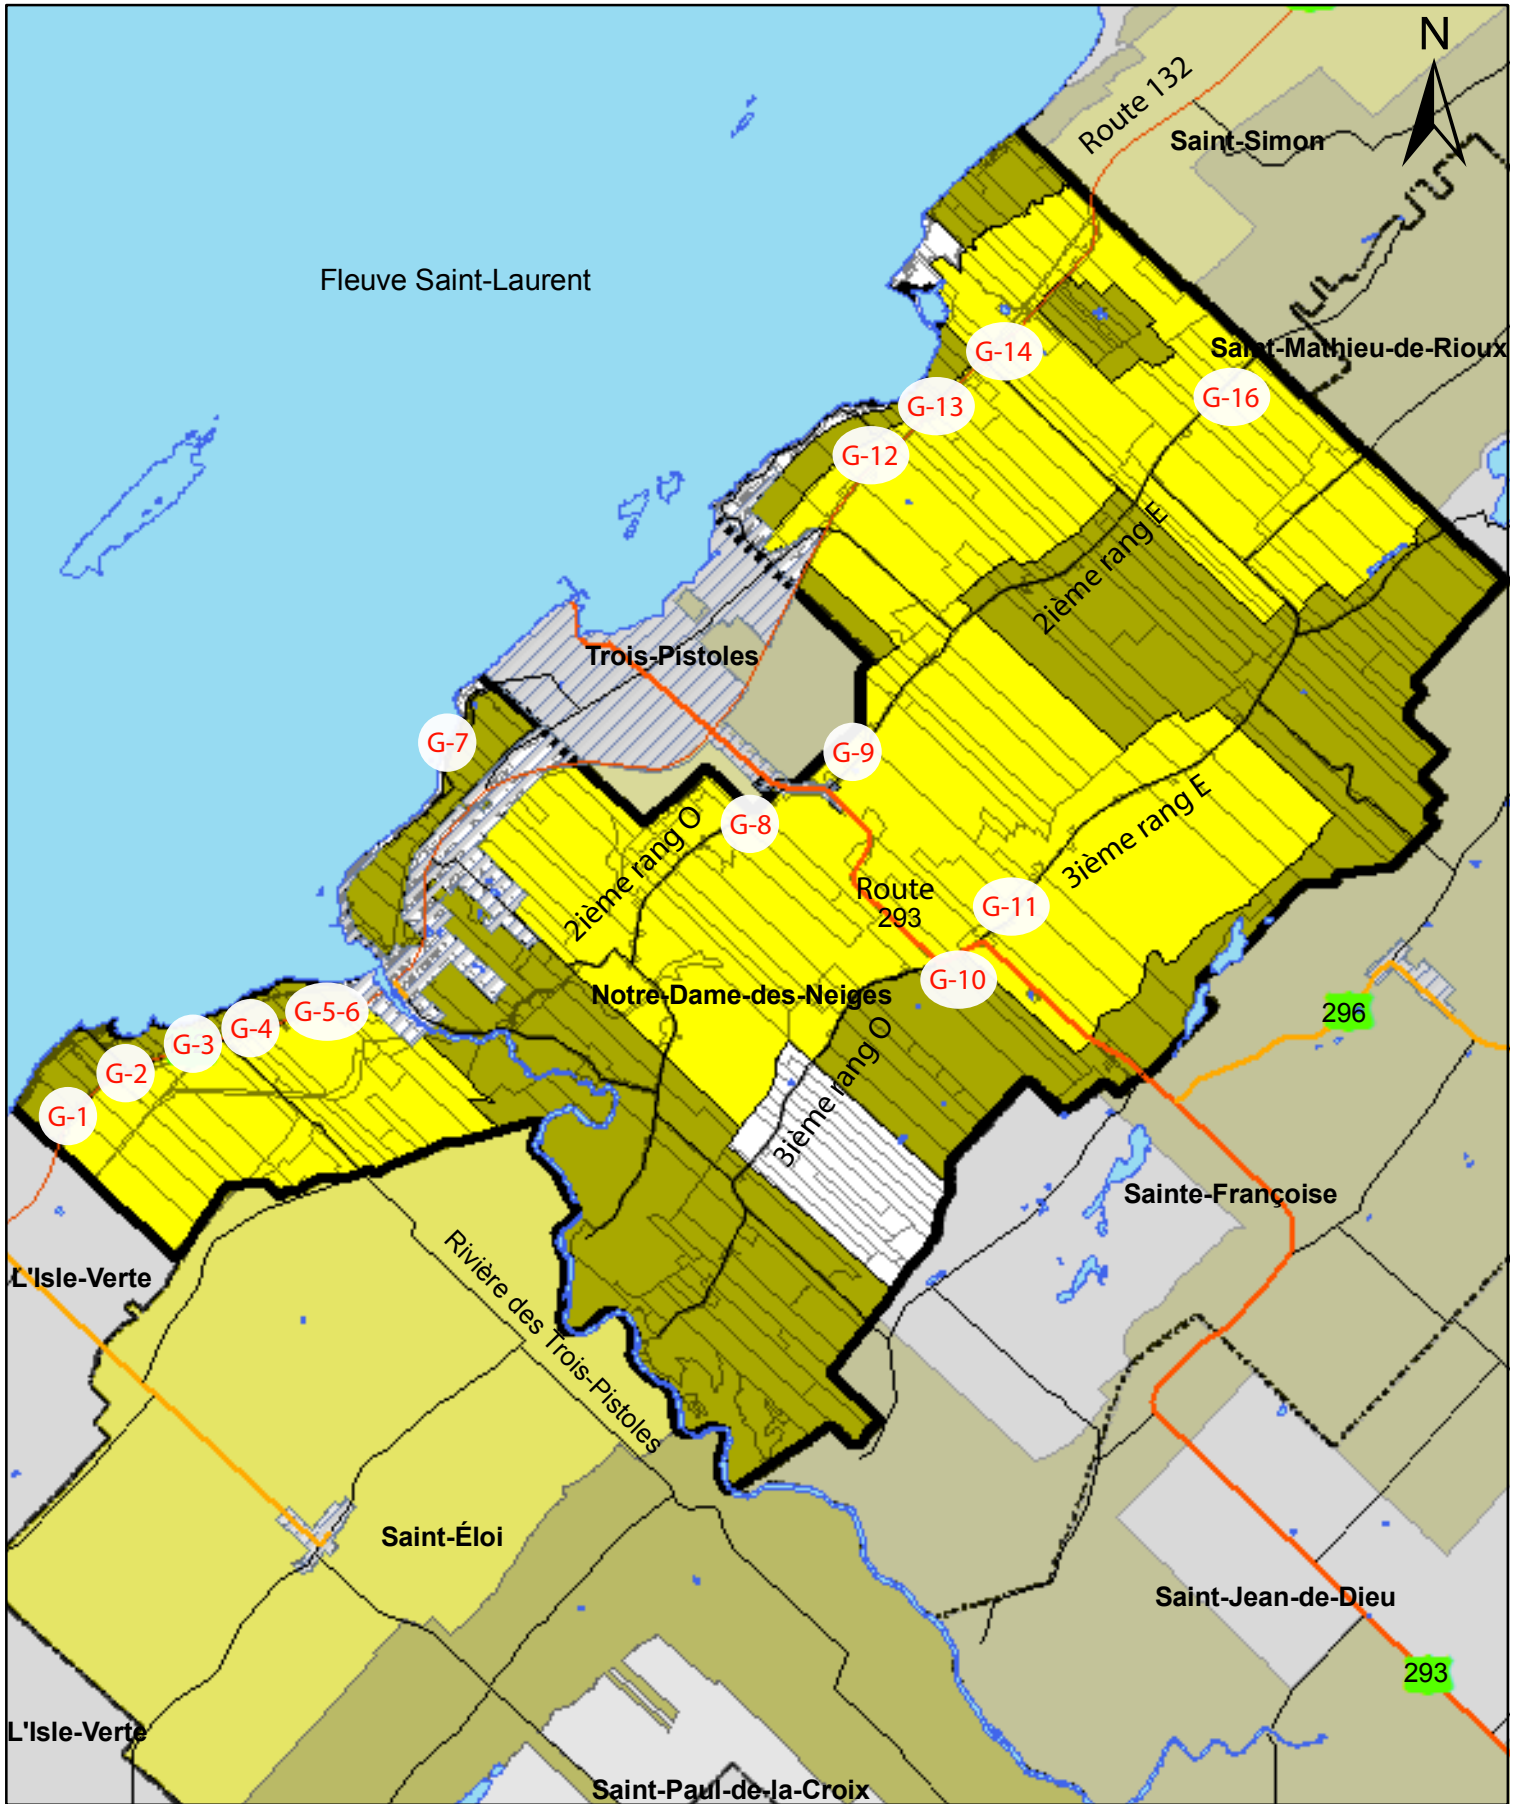 N
Route 132
Saint-Simon
Fleuve Saint-Laurent
G-14
Saint-Mathieu-de-Rioux
G-16
G-13
G-12
2ième rang E
Trois-Pistoles
G-7
G-9
2ième rang O
G-8
3ième rang E
Route
293
G-11
G-10
Notre-Dame-des-Neiges
G-5-6
G-4
G-3
G-2
G-1
296
3ième rang O
Sainte-Françoise
L'Isle-Verte
Rivière des Trois-Pistoles
Saint-Éloi
Saint-Jean-de-Dieu
293
L'Isle-Verte
Saint-Paul-de-la-Croix